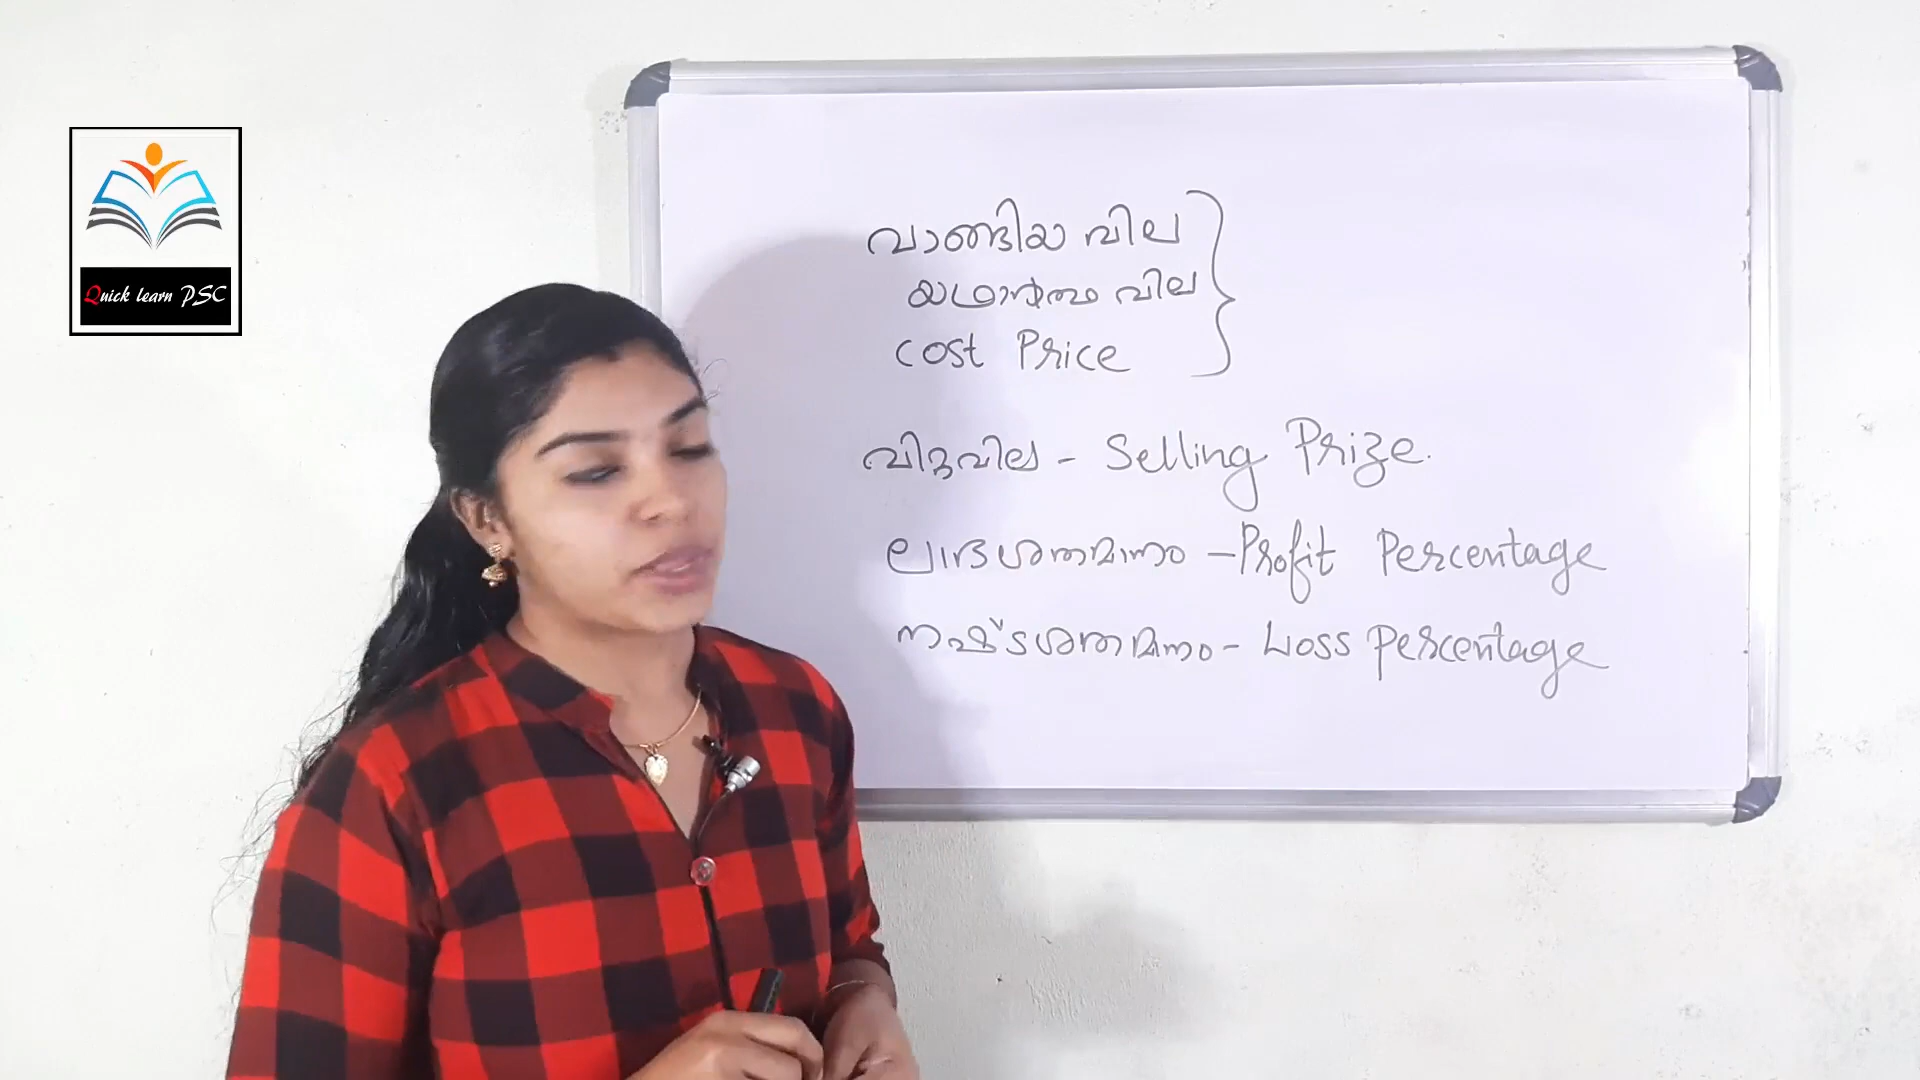 Quick learn PSC
വാങ്ങിയ വില
യഥാർത്ഥ വില
Cost Price
വിറ്റവില - Selling Prize.
ലാഭശതമാനം - Profit Percentage
നഷ്ടശതമാനം - Loss Percentage